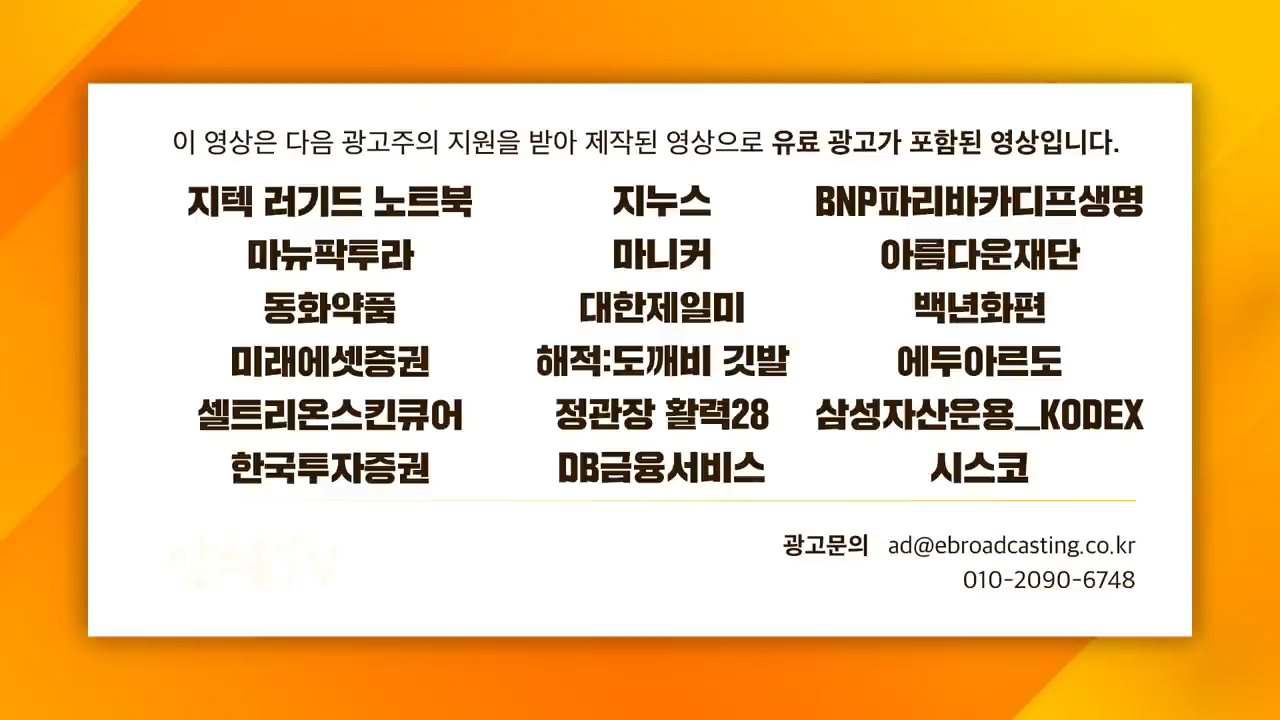 이 영상은 다음 광고주의 지원을 받아 제작된 영상으로 유료 광고가 포함된 영상입니다.
지텍 러기드 노트북 지누스 BNP파리바카디프생명
마뉴팍투라 마니커 아름다운재단
동화약품 대한제일미 백년화편
미래에셋증권 해적:도깨비 깃발 에두아르도
셀트리온스킨큐어 정관장 활력28 삼성자산운용_KODEX
한국투자증권 DB금융서비스 시스코
광고문의 ad@ebroadcasting.co.kr
010-2090-6748